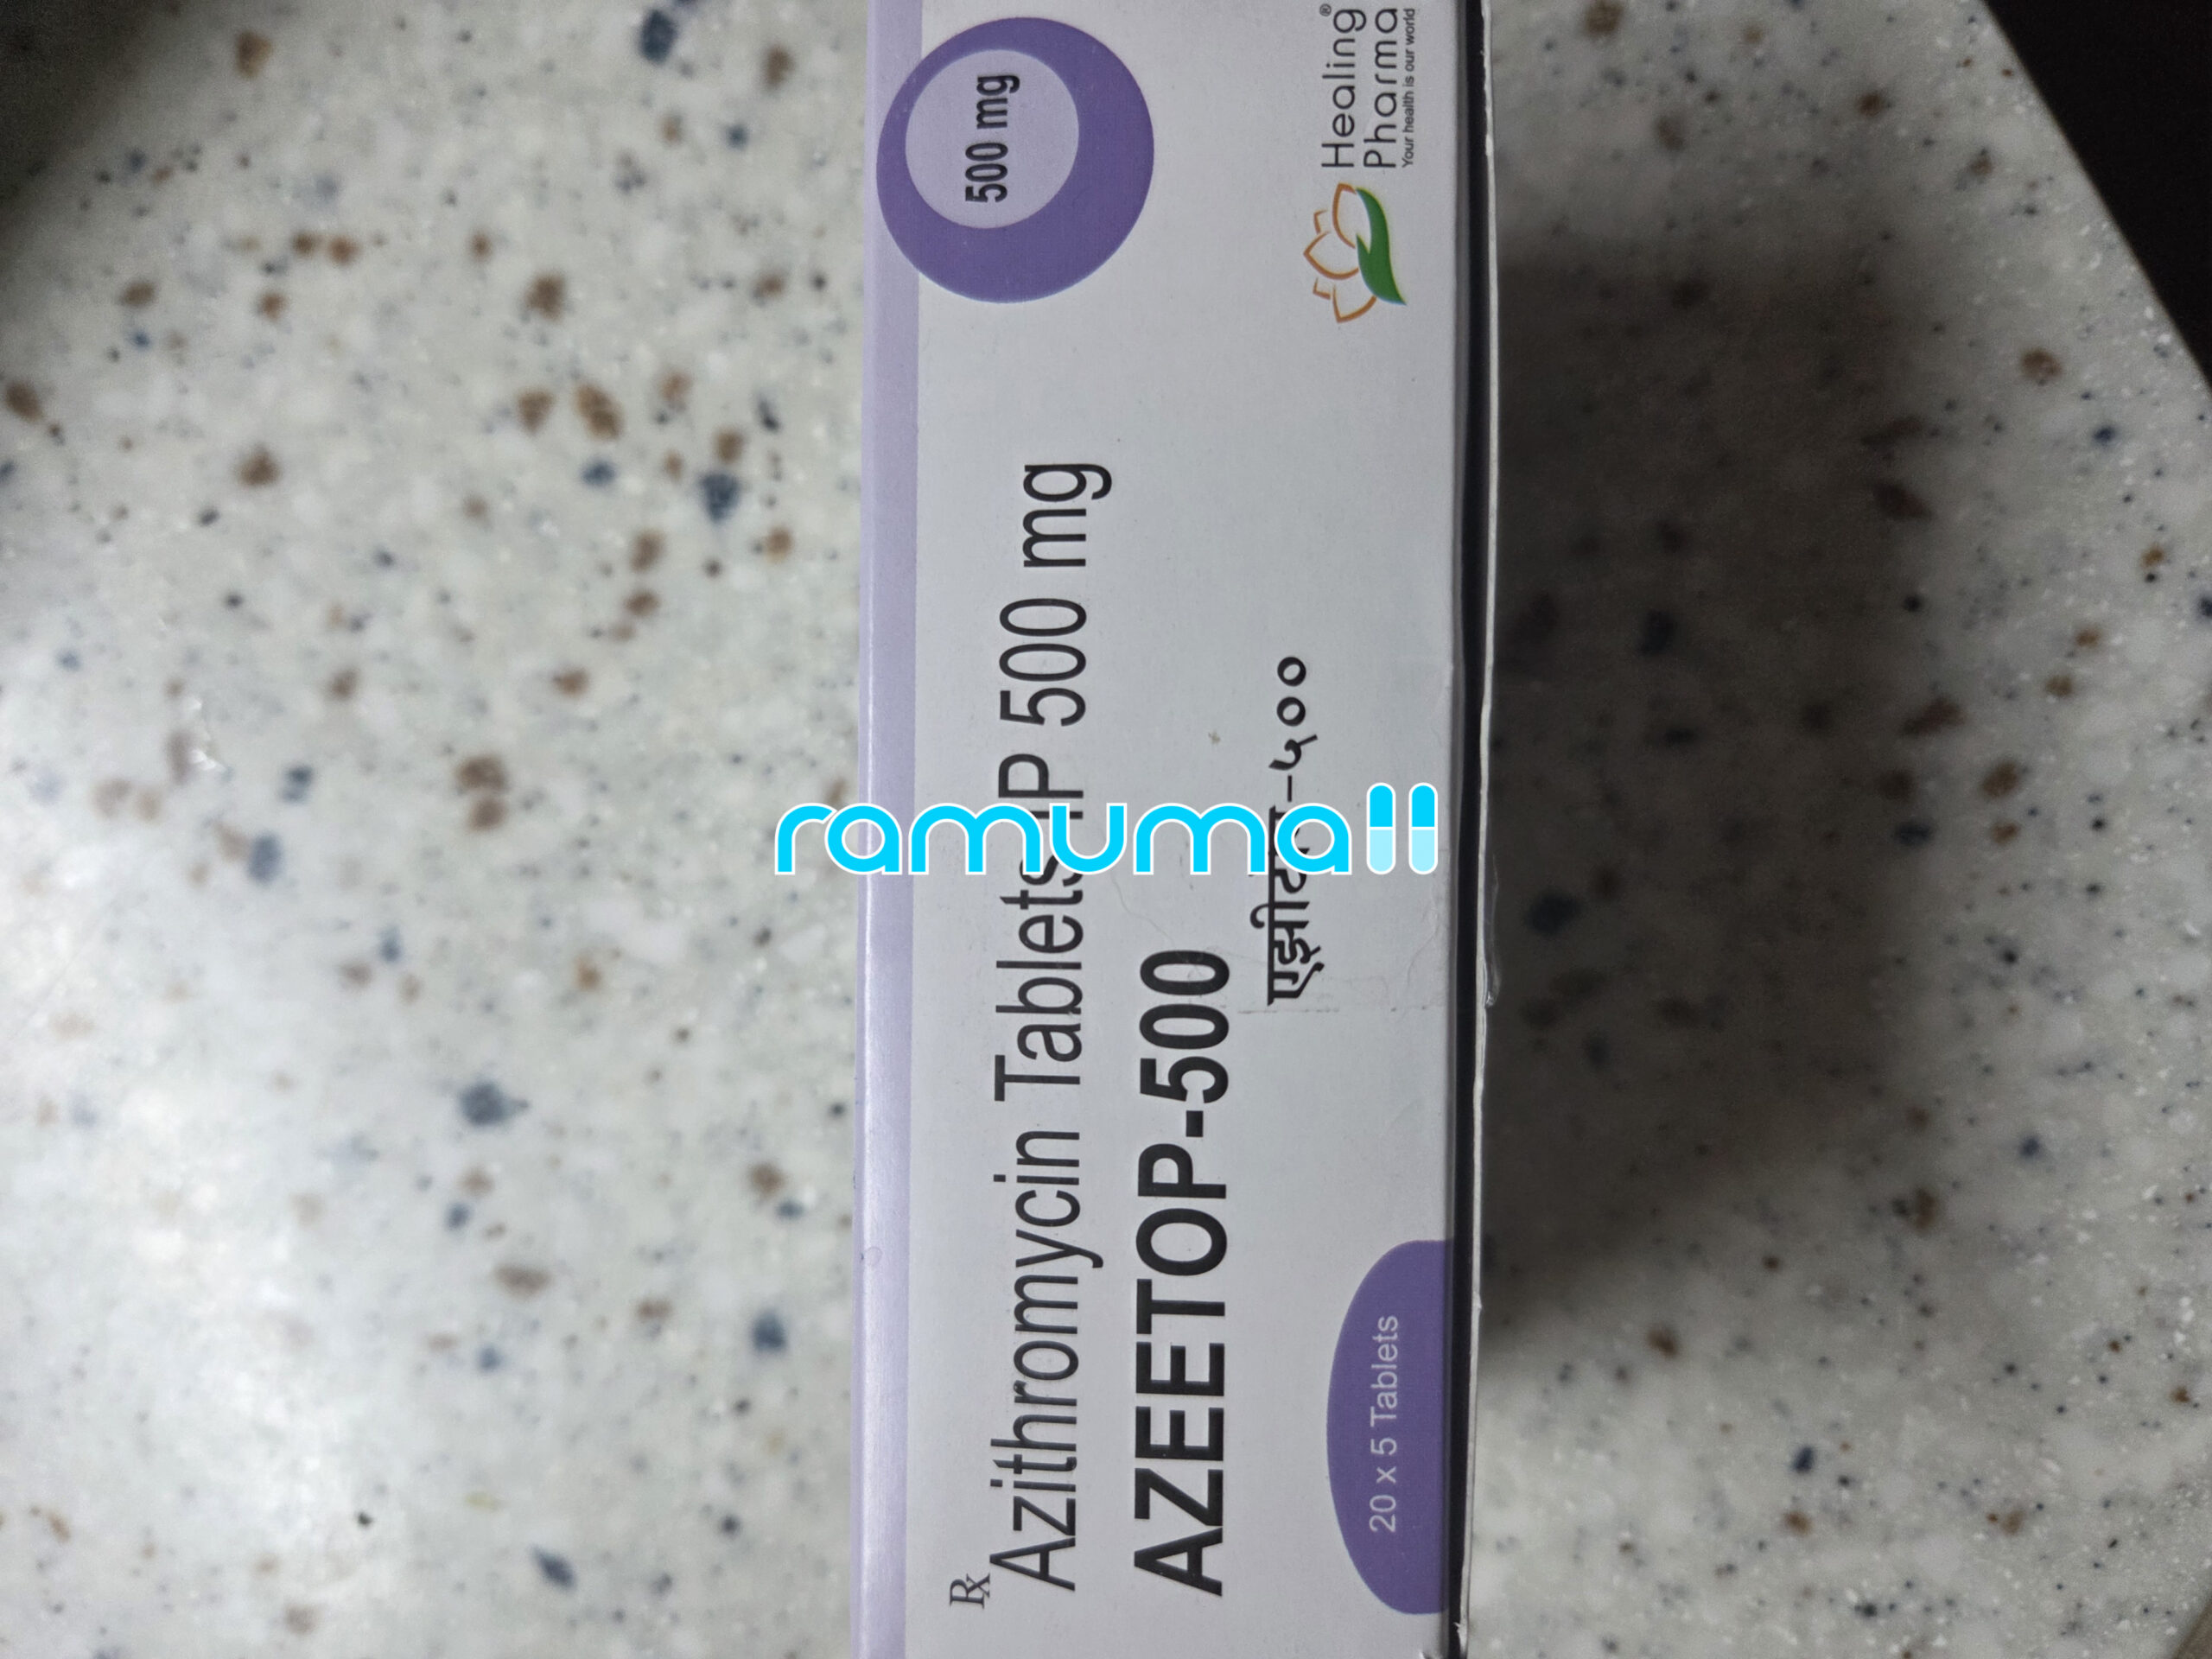 500 mg
Rx
Azithromycin Tablets IP 500 mg
AZEETOP-500
-५००
20 x 5 Tablets
Healing®
Pharma
Your health is our world
ramumall